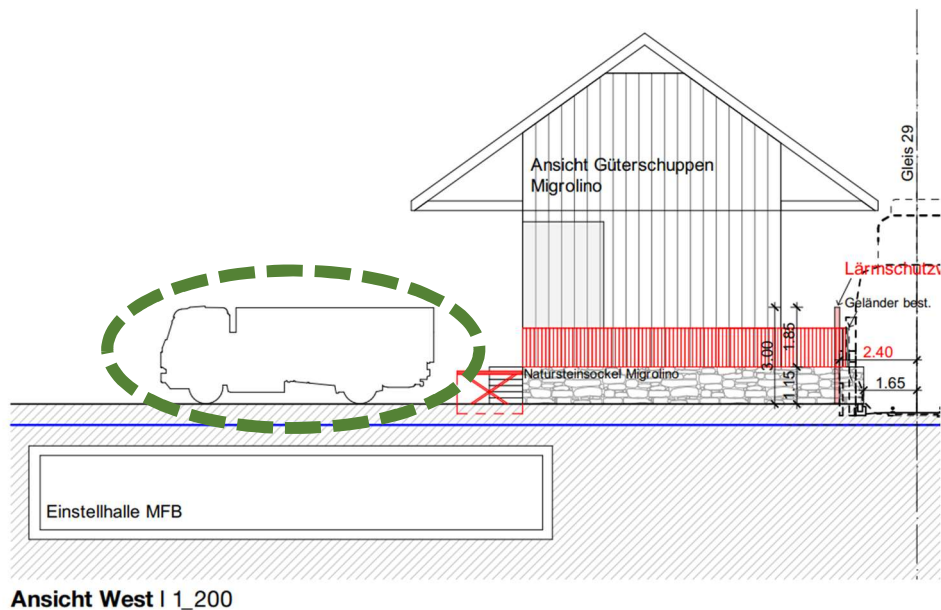 Gleis 29
Ansicht Güterschuppen
Migrolino
Lärmschutzw
Geländer best.
1.85
3.00
2.40
Natursteinsockel Migrolino
1.15
1.65
Einstellhalle MFB
Ansicht West | 1_200